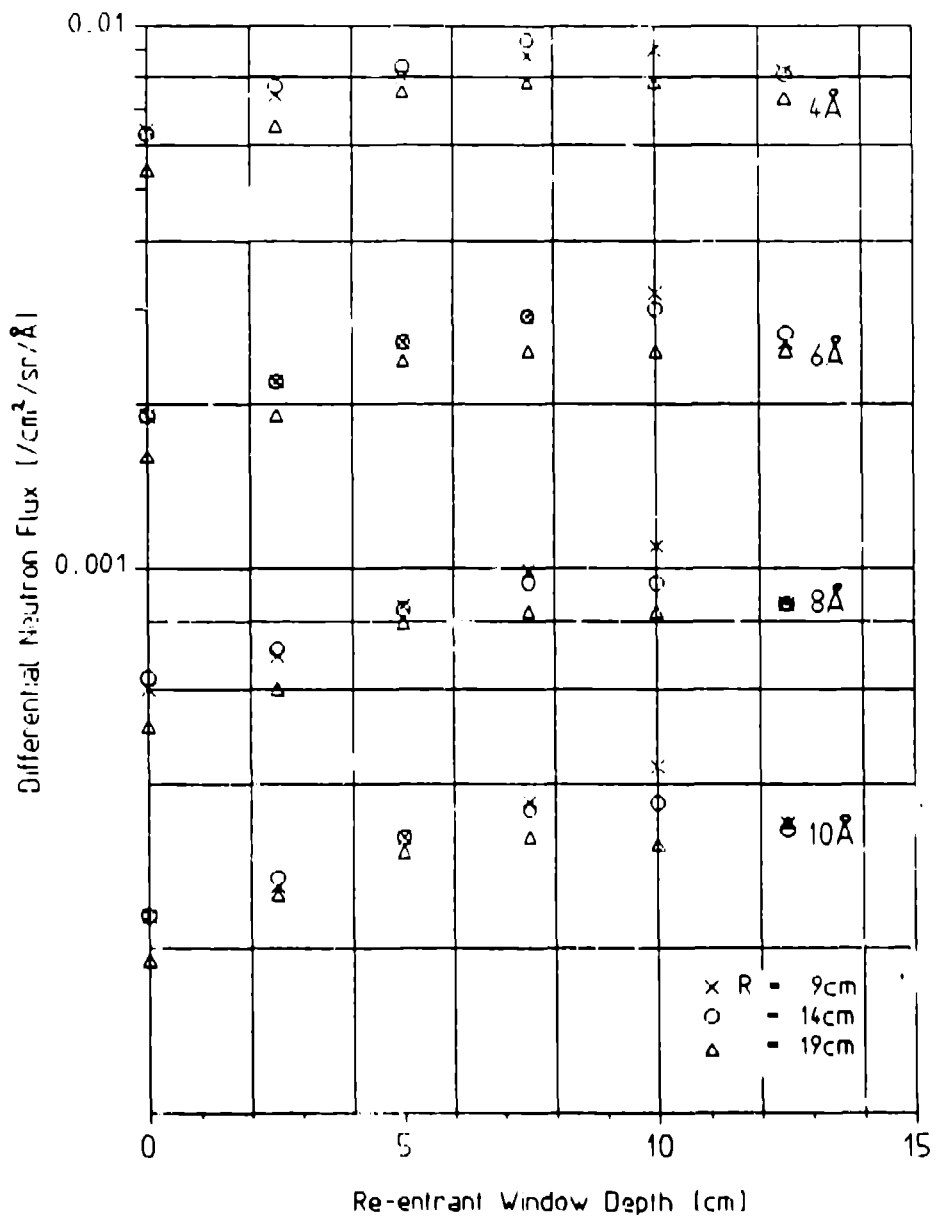 0.01
4Å
6Å
0.001
8Å
10Å
× R = 9cm
○ = 14cm
△ = 19cm
0 5 10 15
Re-entrant Window Depth (cm)
Differential Neutron Flux (/cm²/sr/Å)